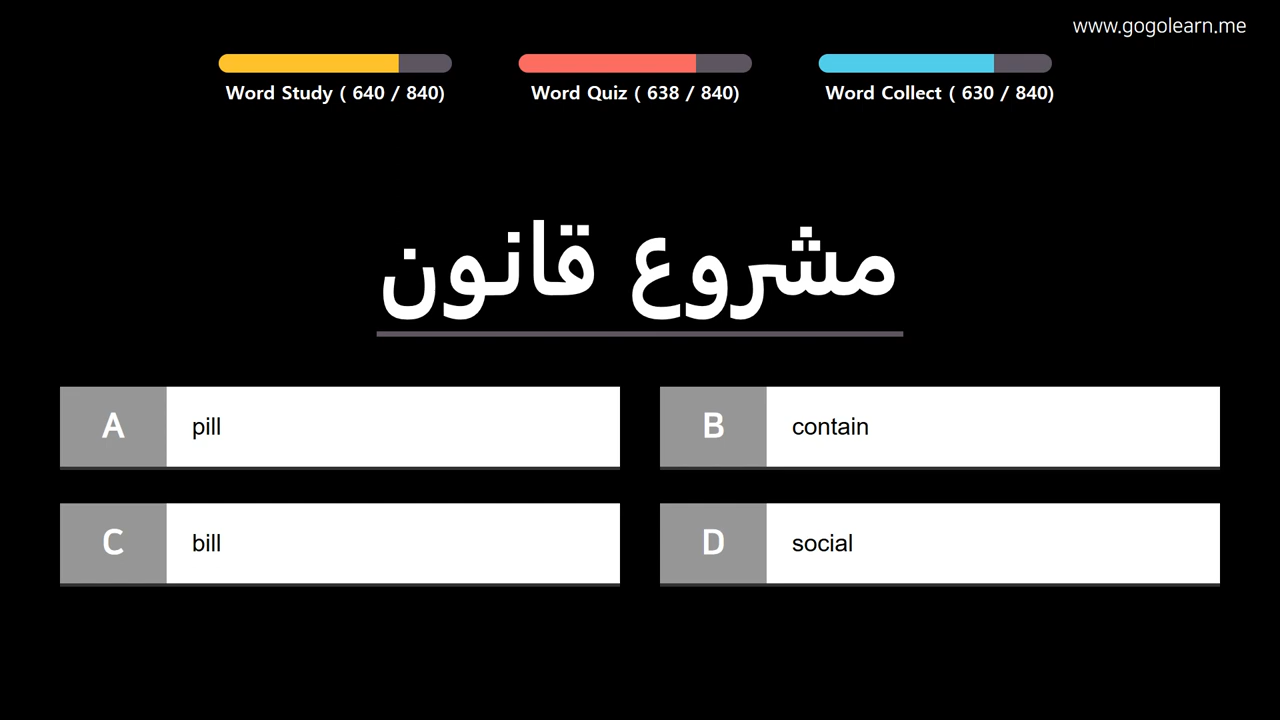 www.gogolearn.me
Word Study ( 640 / 840)
Word Quiz ( 638 / 840)
Word Collect ( 630 / 840)
مشروع قانون
A pill
B contain
C bill
D social